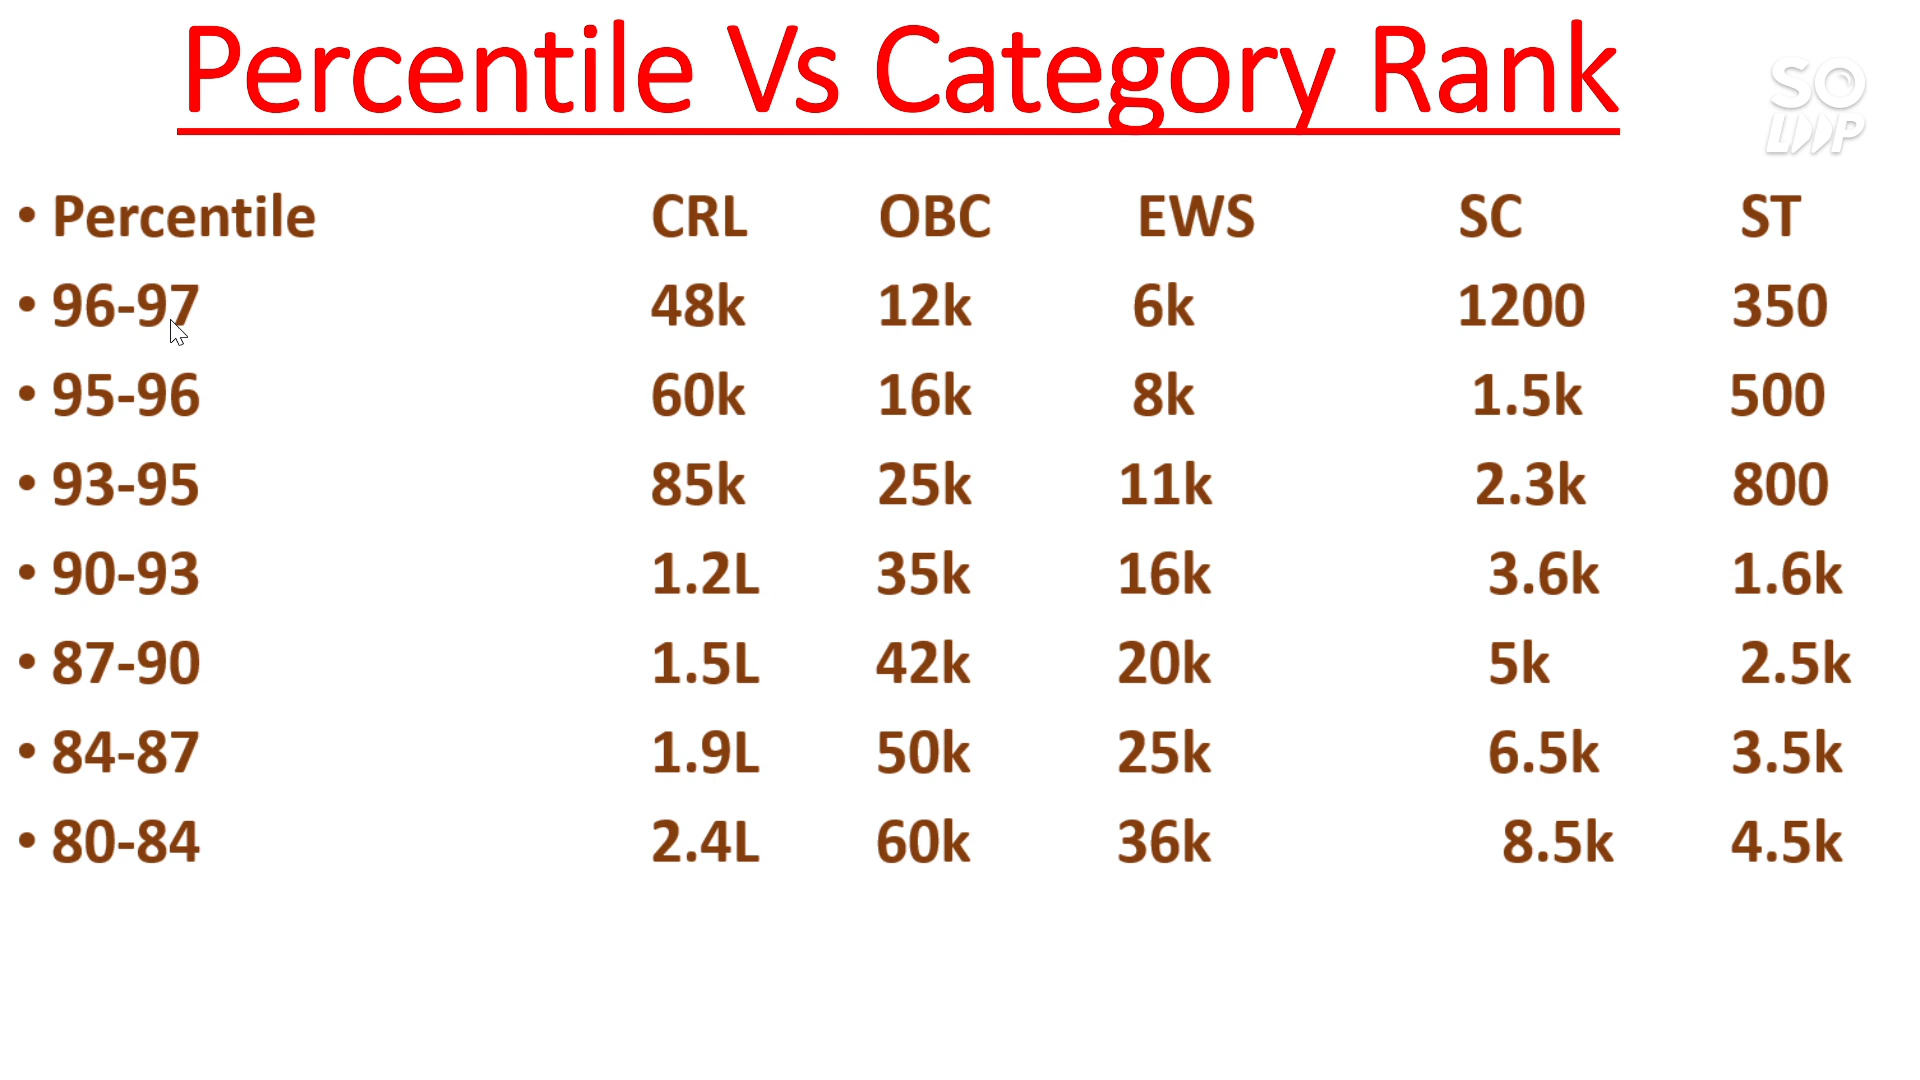 Percentile Vs Category Rank
SO
LOOP
• Percentile CRL OBC EWS SC ST
• 96-97 48k 12k 6k 1200 350
• 95-96 60k 16k 8k 1.5k 500
• 93-95 85k 25k 11k 2.3k 800
• 90-93 1.2L 35k 16k 3.6k 1.6k
• 87-90 1.5L 42k 20k 5k 2.5k
• 84-87 1.9L 50k 25k 6.5k 3.5k
• 80-84 2.4L 60k 36k 8.5k 4.5k